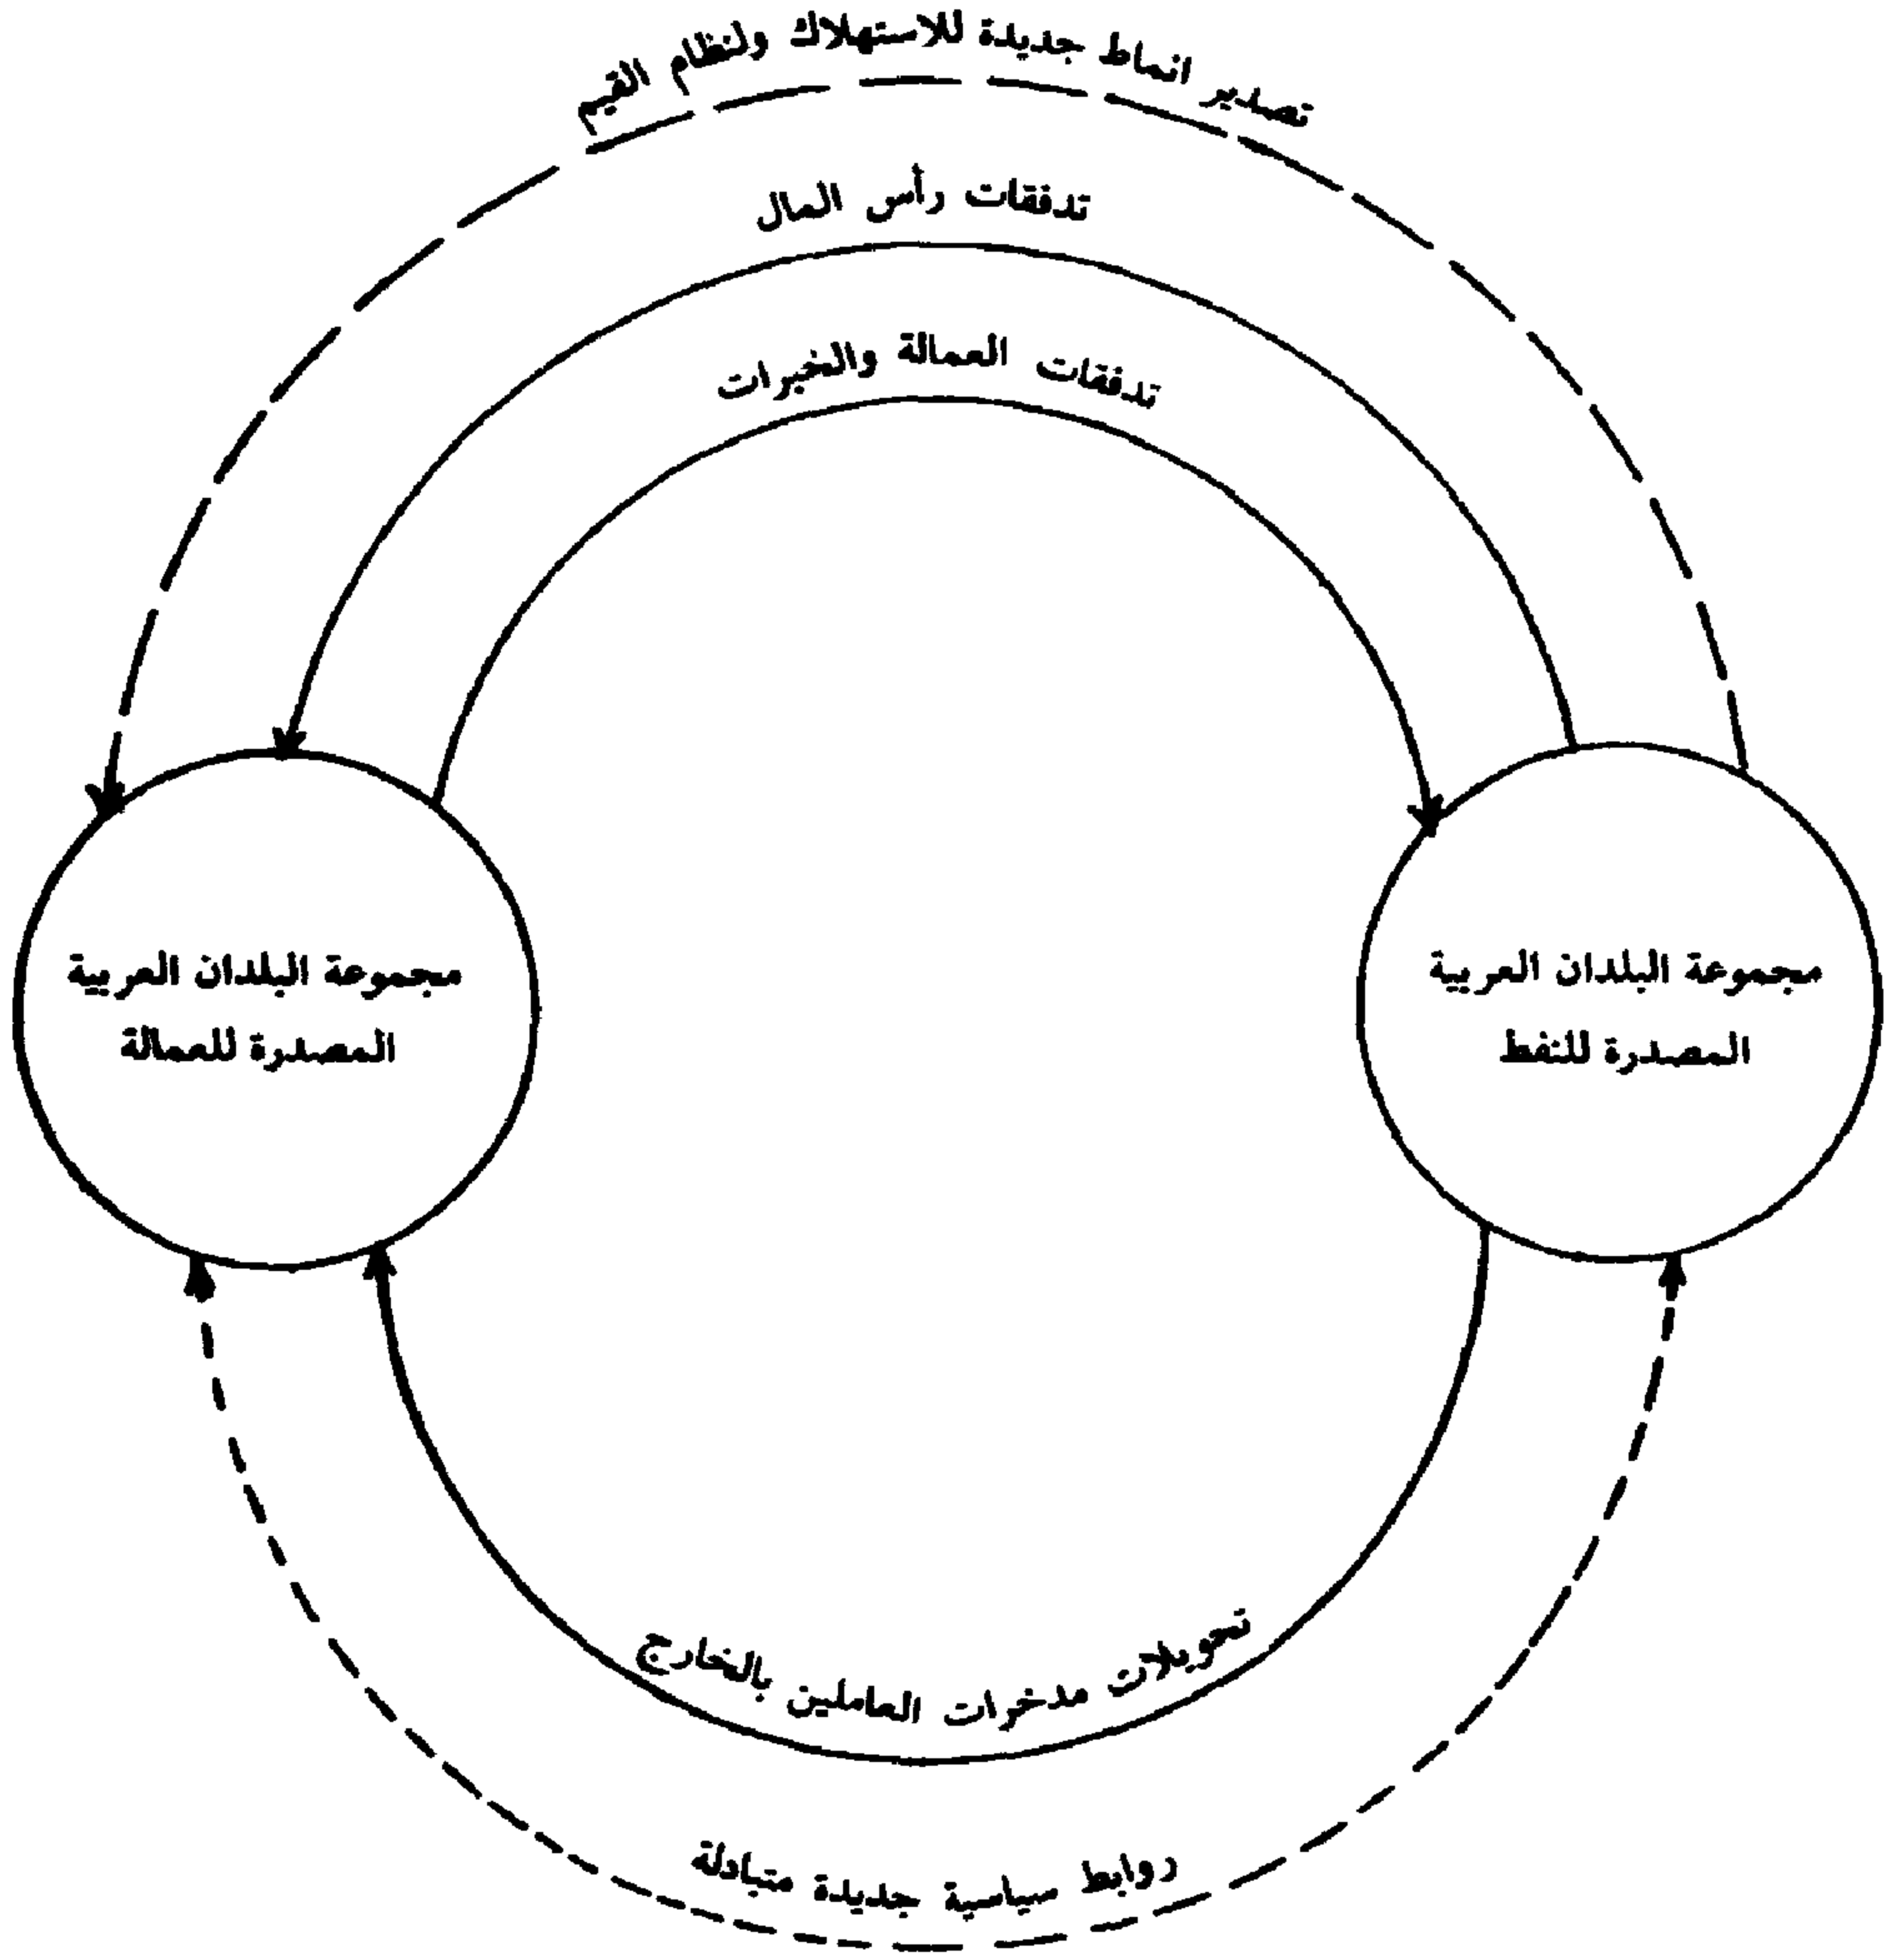 تصدير انماط جديدة للاستهلاك ولنظام القيم
تدفقات رأس المال
تدفقات العمالة والخبرات
مجموعة البلدان العربية
المصدرة للنفط
مجموعة البلدان العربية
المصدرة للعمالة
تحويلات مدخرات العاملين بالخارج
روابط سياسية جديدة متبادلة